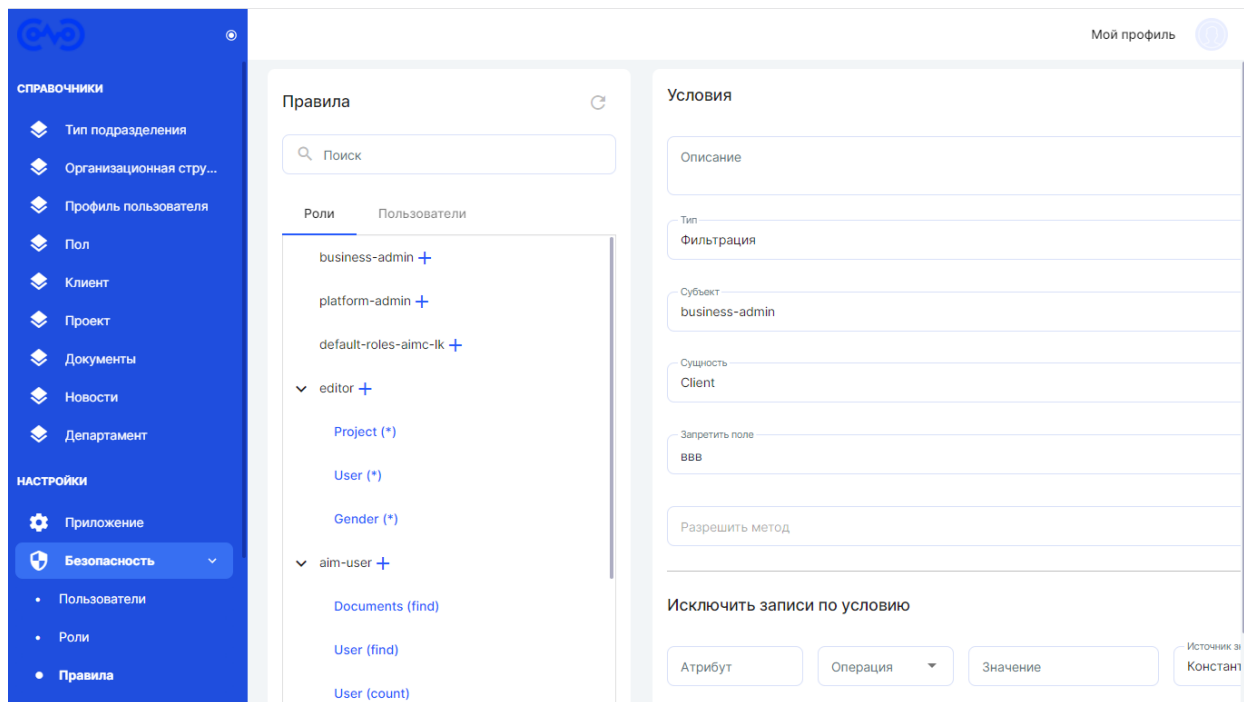 Мой профиль
СПРАВОЧНИКИ
Тип подразделения
Организационная стру...
Профиль пользователя
Пол
Клиент
Проект
Документы
Новости
Департамент
НАСТРОЙКИ
Приложение
Безопасность
Пользователи
Роли
Правила
Правила
Поиск
Роли Пользователи
business-admin +
platform-admin +
default-roles-aimc-lk +
editor +
Project (*)
User (*)
Gender (*)
aim-user +
Documents (find)
User (find)
User (count)
Условия
Описание
Тип
Фильтрация
Субъект
business-admin
Сущность
Client
Запретить поле
ввв
Разрешить метод
Исключить записи по условию
Атрибут
Операция
Значение
Источник з
Констант